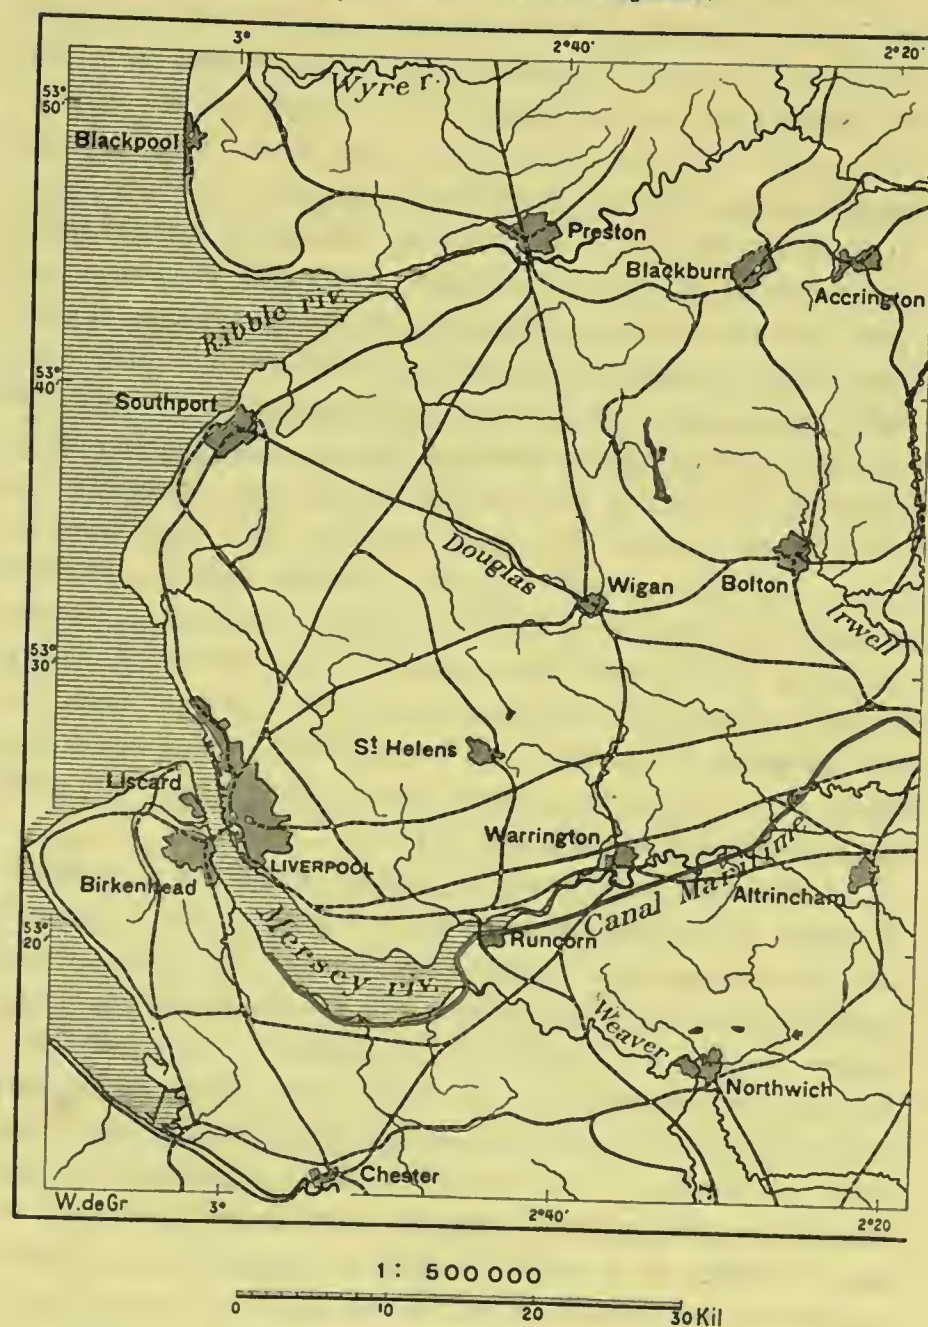 3°
2°40'
2°20'
Wyre r.
53°
50'
Blackpool
Preston
Blackburn
Accrington
Ribble riv.
53°
40'
Southport
Douglas
Wigan
Bolton
Irwell
53°
30'
St Helens
Liscard
Warrington
LIVERPOOL
Birkenhead
Canal Maritime
Altrincham
Mersey riv.
Runcorn
53°
20'
Weaver
Northwich
Chester
W.deGr
3°
2°40'
2°20
1: 500 000
0 10 20 30 Kil